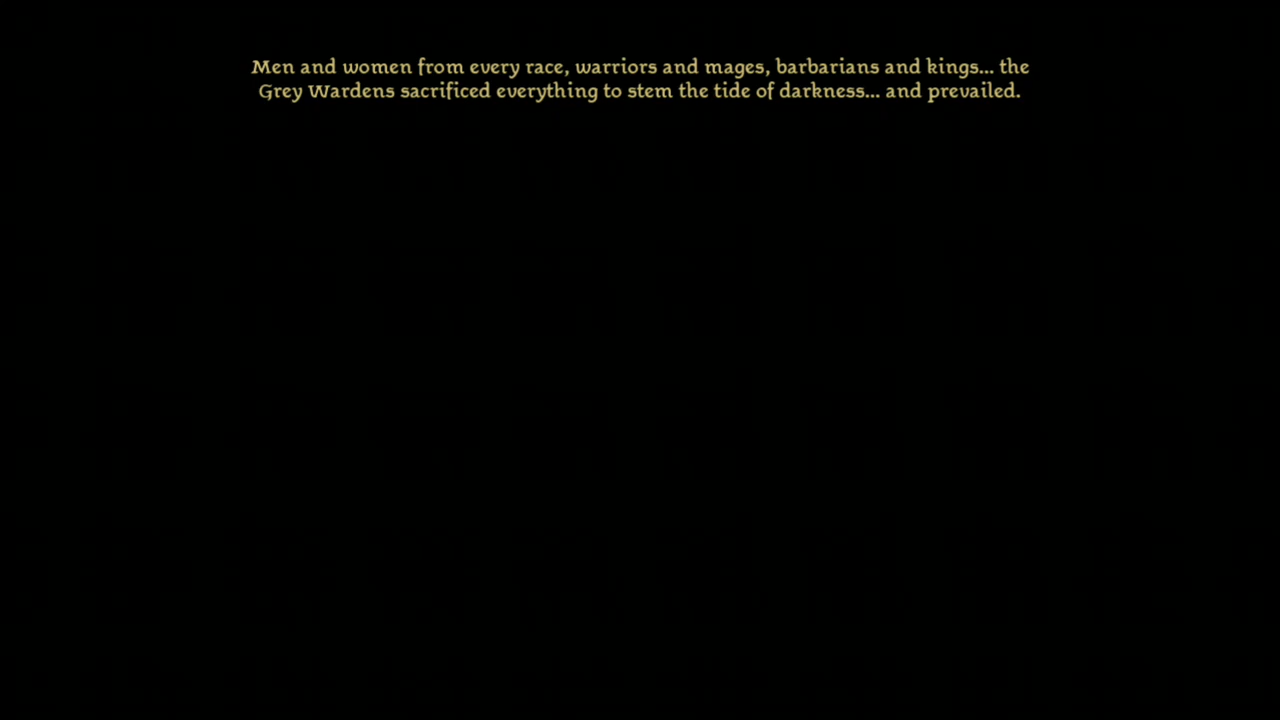 Men and women from every race, warriors and mages, barbarians and kings... the
Grey Wardens sacrificed everything to stem the tide of darkness... and prevailed.